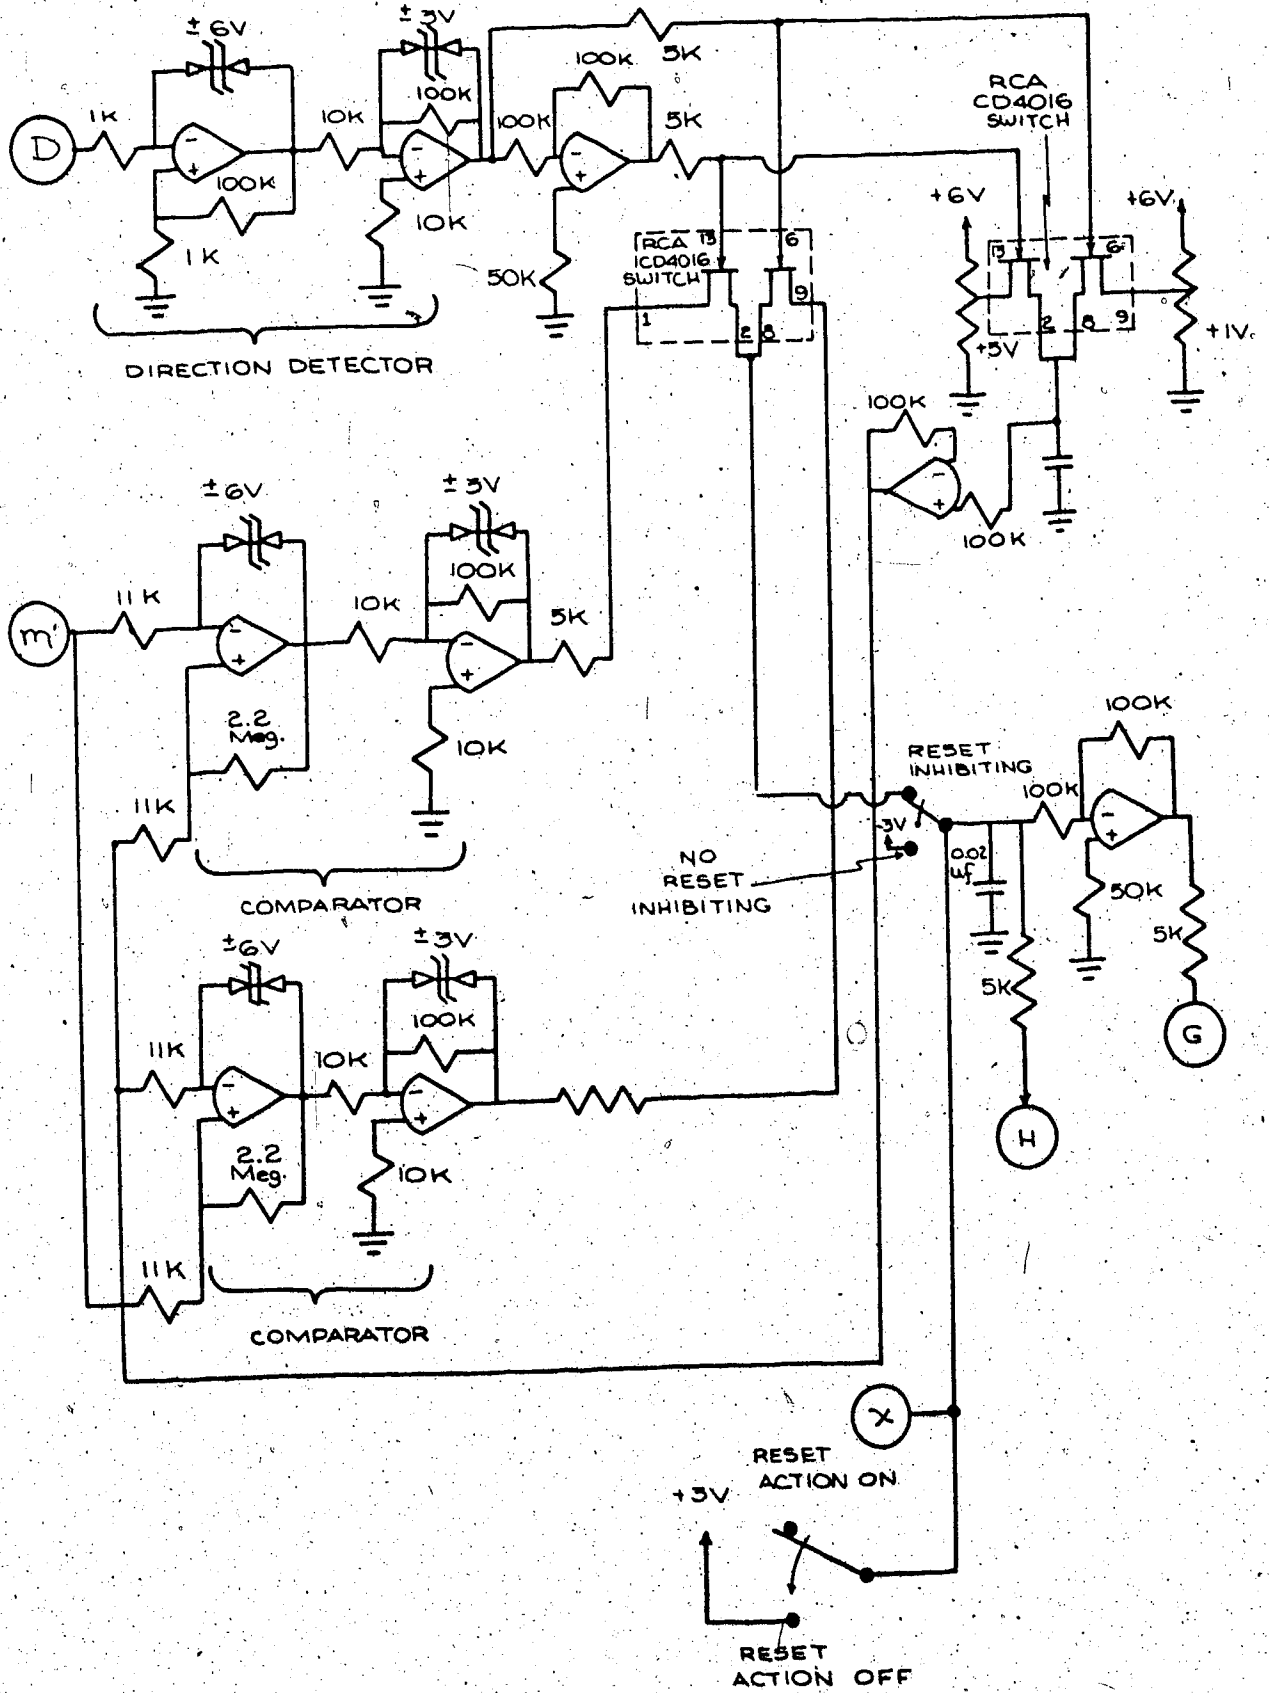 ± 6V
± 3V
5K
100K
RCA
CD4016
SWITCH
D
1K
10K
100K
100K
5K
-
+
-
+
-
+
100K
1K
10K
50K
RCA 13
CD4016
SWITCH
6
9
1
2 8
+6V
+6V
13
6
2 8 9
+5V
+1V
DIRECTION DETECTOR
100K
-
+
100K
± 6V
± 3V
m'
11K
10K
100K
5K
-
+
-
+
2.2
Meg.
10K
11K
COMPARATOR
100K
RESET
INHIBITING
100K
-
+
-3V
NO
RESET
INHIBITING
0.02
uf
50K
5K
5K
G
H
±6V
± 3V
100K
11K
10K
-
+
-
+
2.2
Meg.
10K
11K
COMPARATOR
X
RESET
ACTION ON
+3V
RESET
ACTION OFF